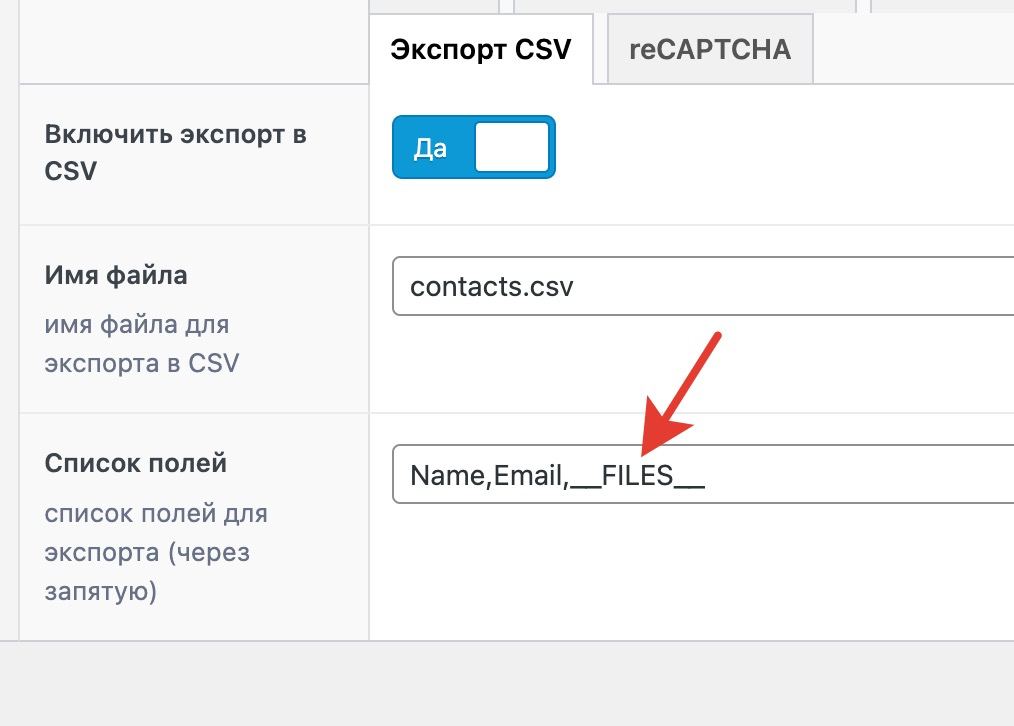 Экспорт CSV
reCAPTCHA
Включить экспорт в
CSV
Да
Имя файла
имя файла для
экспорта в CSV
contacts.csv
Список полей
список полей для
экспорта (через
запятую)
Name,Email,__FILES__